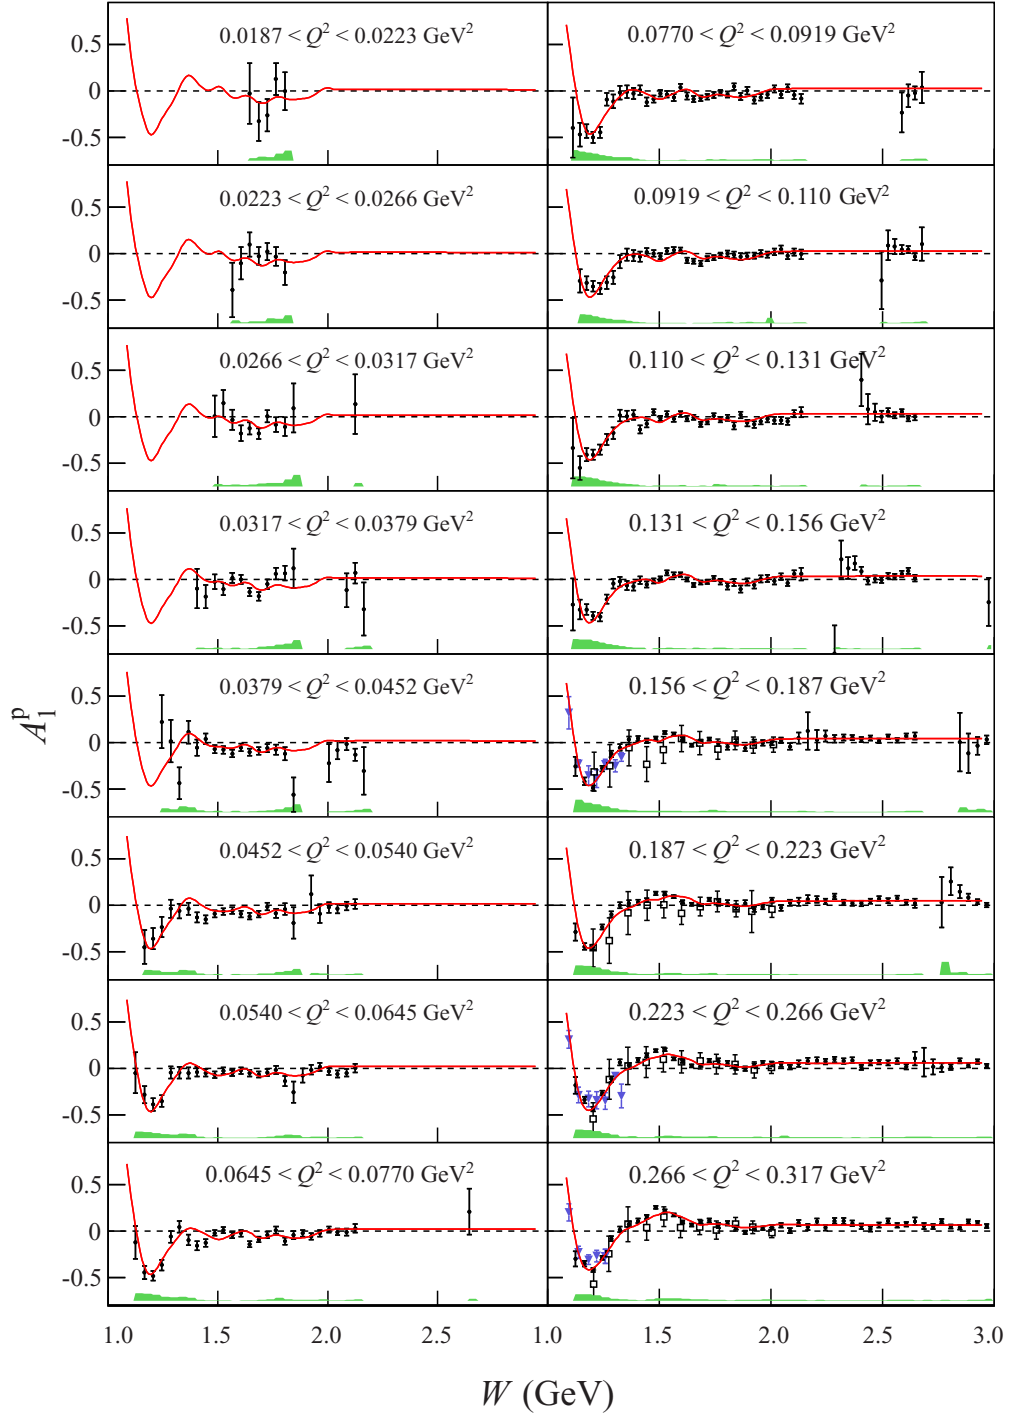 0.5
0
-0.5
0.0187 < Q² < 0.0223 GeV²
0.0770 < Q² < 0.0919 GeV²
0.5
0
-0.5
0.0223 < Q² < 0.0266 GeV²
0.0919 < Q² < 0.110 GeV²
0.5
0
-0.5
0.0266 < Q² < 0.0317 GeV²
0.110 < Q² < 0.131 GeV²
0.5
0
-0.5
0.0317 < Q² < 0.0379 GeV²
0.131 < Q² < 0.156 GeV²
A₁ᵖ
0.5
0
-0.5
0.0379 < Q² < 0.0452 GeV²
0.156 < Q² < 0.187 GeV²
0.5
0
-0.5
0.0452 < Q² < 0.0540 GeV²
0.187 < Q² < 0.223 GeV²
0.5
0
-0.5
0.0540 < Q² < 0.0645 GeV²
0.223 < Q² < 0.266 GeV²
0.5
0
-0.5
0.0645 < Q² < 0.0770 GeV²
0.266 < Q² < 0.317 GeV²
1.0 1.5 2.0 2.5 1.0 1.5 2.0 2.5 3.0
W (GeV)